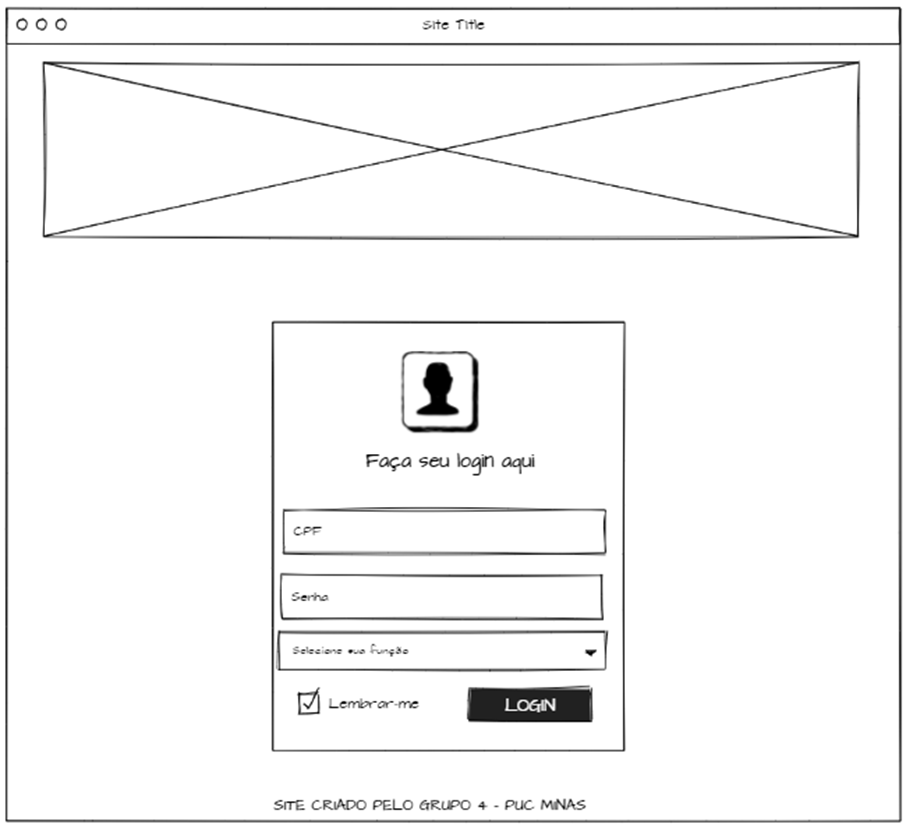 Site Title
Faça seu login aqui
CPF
Senha
Selecione sua função
Lembrar-me
LOGIN
SITE CRIADO PELO GRUPO 4 - PUC MINAS